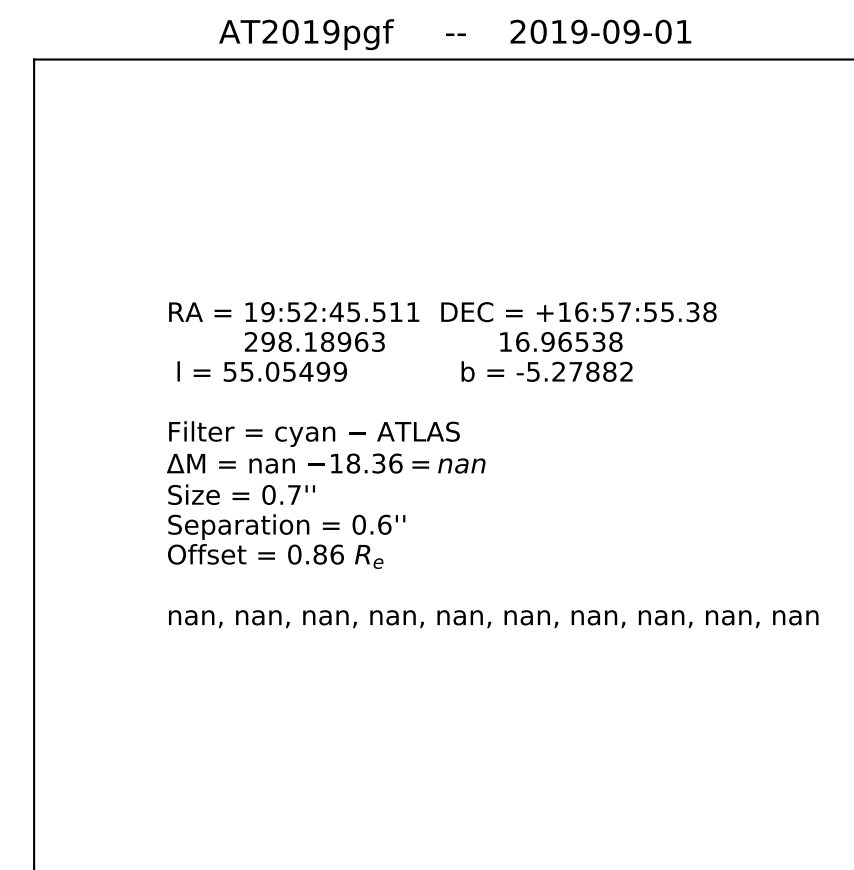 AT2019pgf -- 2019-09-01
RA = 19:52:45.511 DEC = +16:57:55.38
298.18963 16.96538
l = 55.05499 b = -5.27882
Filter = cyan − ATLAS
ΔM = nan −18.36 = nan
Size = 0.7''
Separation = 0.6''
Offset = 0.86 Rₑ
nan, nan, nan, nan, nan, nan, nan, nan, nan, nan